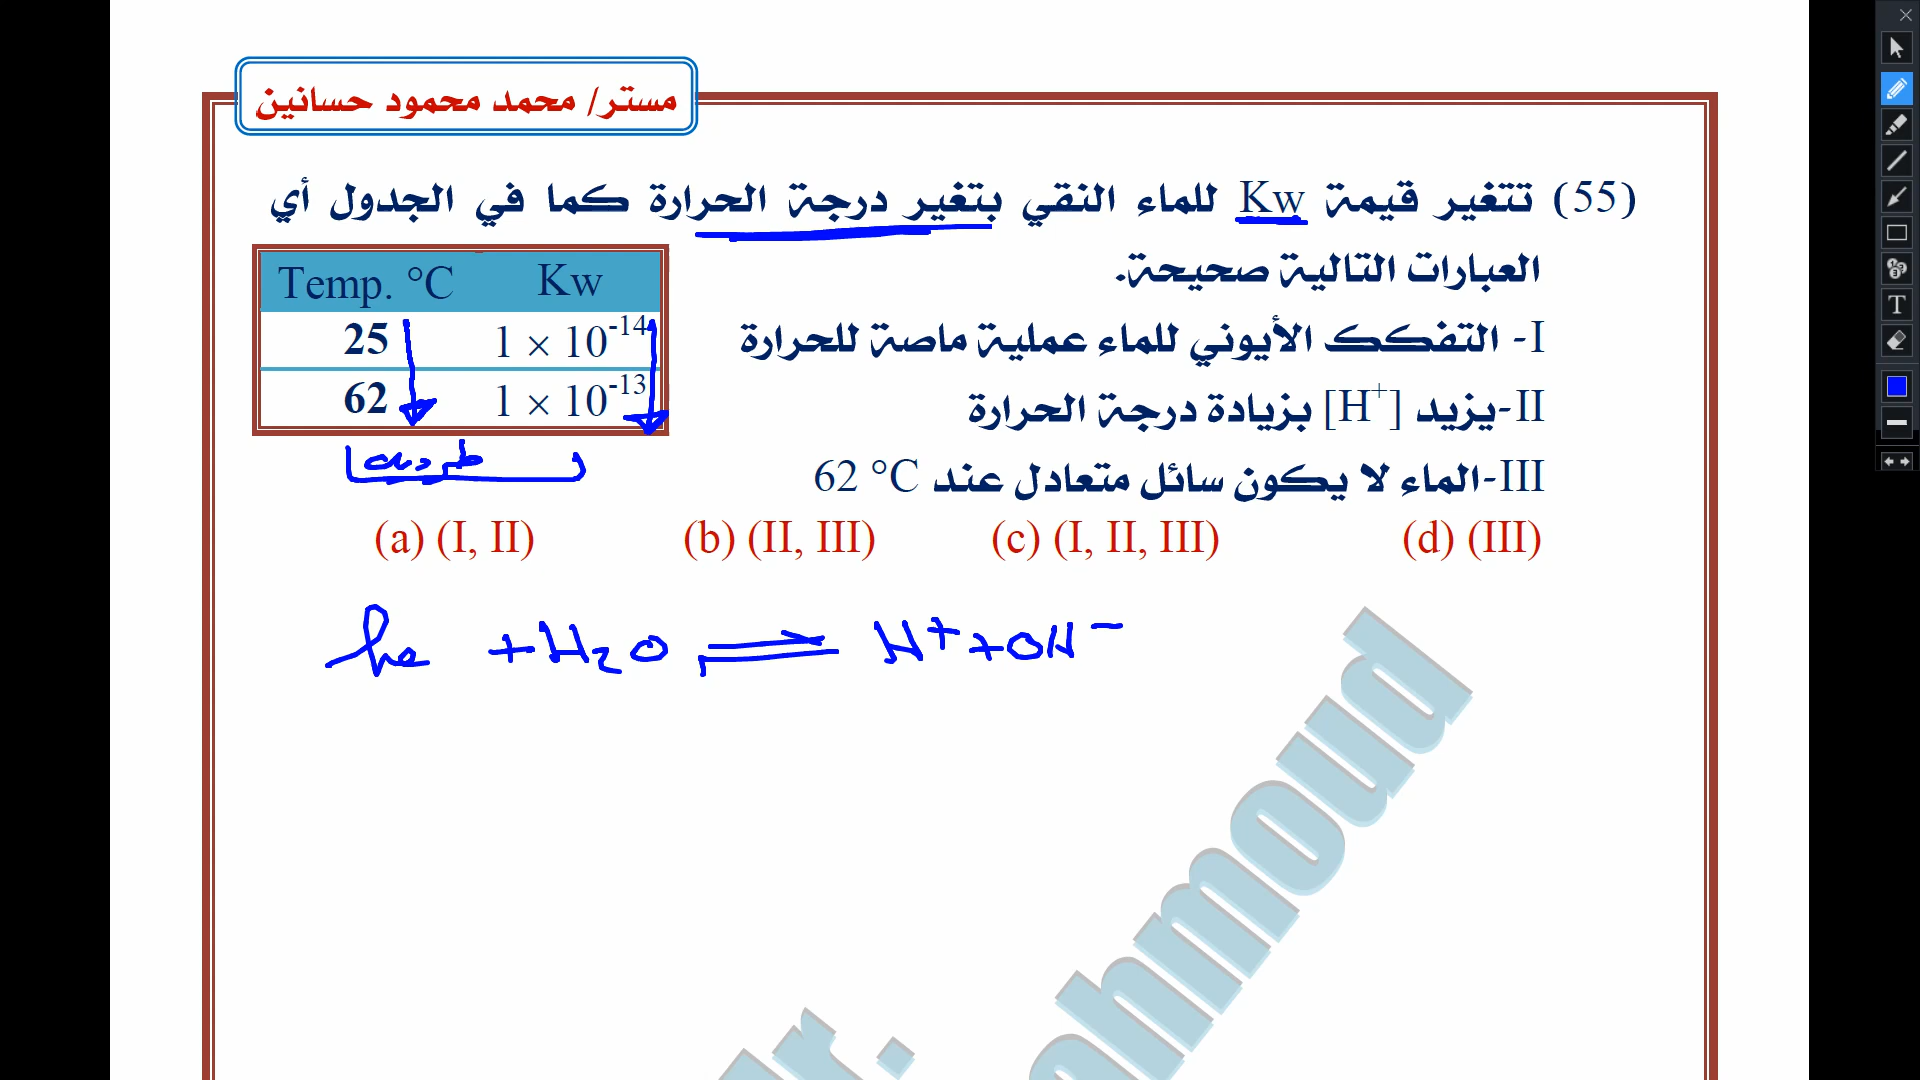 مستر/ محمد محمود حسانين
(55) تتغير قيمة Kw للماء النقي بتغير درجة الحرارة كما في الجدول أي
العبارات التالية صحيحة.
Temp. °C Kw
25 1 × 10⁻¹⁴
62 1 × 10⁻¹³
طردية
I- التفكك الأيوني للماء عملية ماصة للحرارة
II-يزيد [H⁺] بزيادة درجة الحرارة
III-الماء لا يكون سائل متعادل عند 62 °C
(a) (I, II) (b) (II, III) (c) (I, II, III) (d) (III)
+H₂O ⇌ H⁺+OH⁻
Mr.
Mahmoud